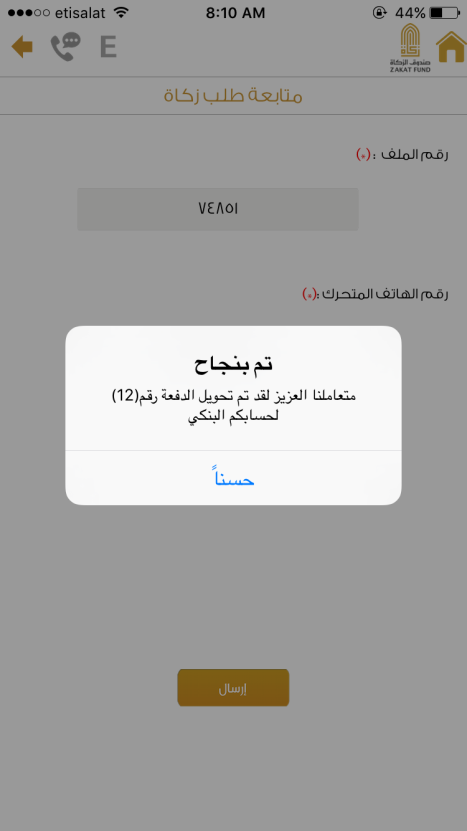 etisalat
8:10 AM
44%
E
صندوق الزكاة
ZAKAT FUND
متابعة طلب زكاة
رقم الملف :(*)
٧٤٨٥١
رقم الهاتف المتحرك :(*)
تم بنجاح
متعاملنا العزيز لقد تم تحويل الدفعة رقم(12)
لحسابكم البنكي
حسناً
إرسال